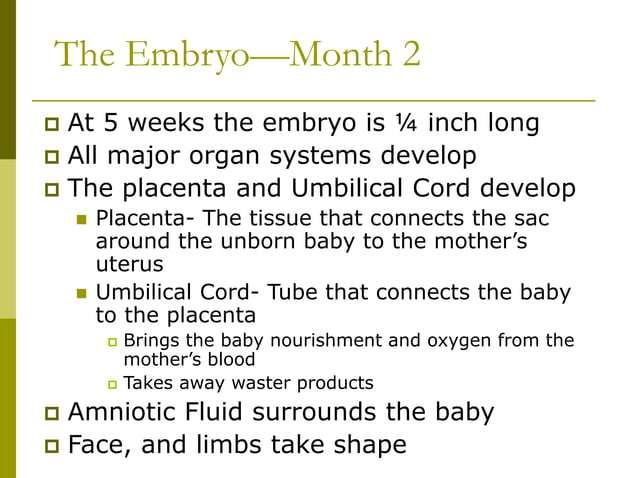 The Embryo—Month 2
At 5 weeks the embryo is ¼ inch long
All major organ systems develop
The placenta and Umbilical Cord develop
Placenta- The tissue that connects the sac
around the unborn baby to the mother's
uterus
Umbilical Cord- Tube that connects the baby
to the placenta
Brings the baby nourishment and oxygen from the
mother's blood
Takes away waster products
Amniotic Fluid surrounds the baby
Face, and limbs take shape